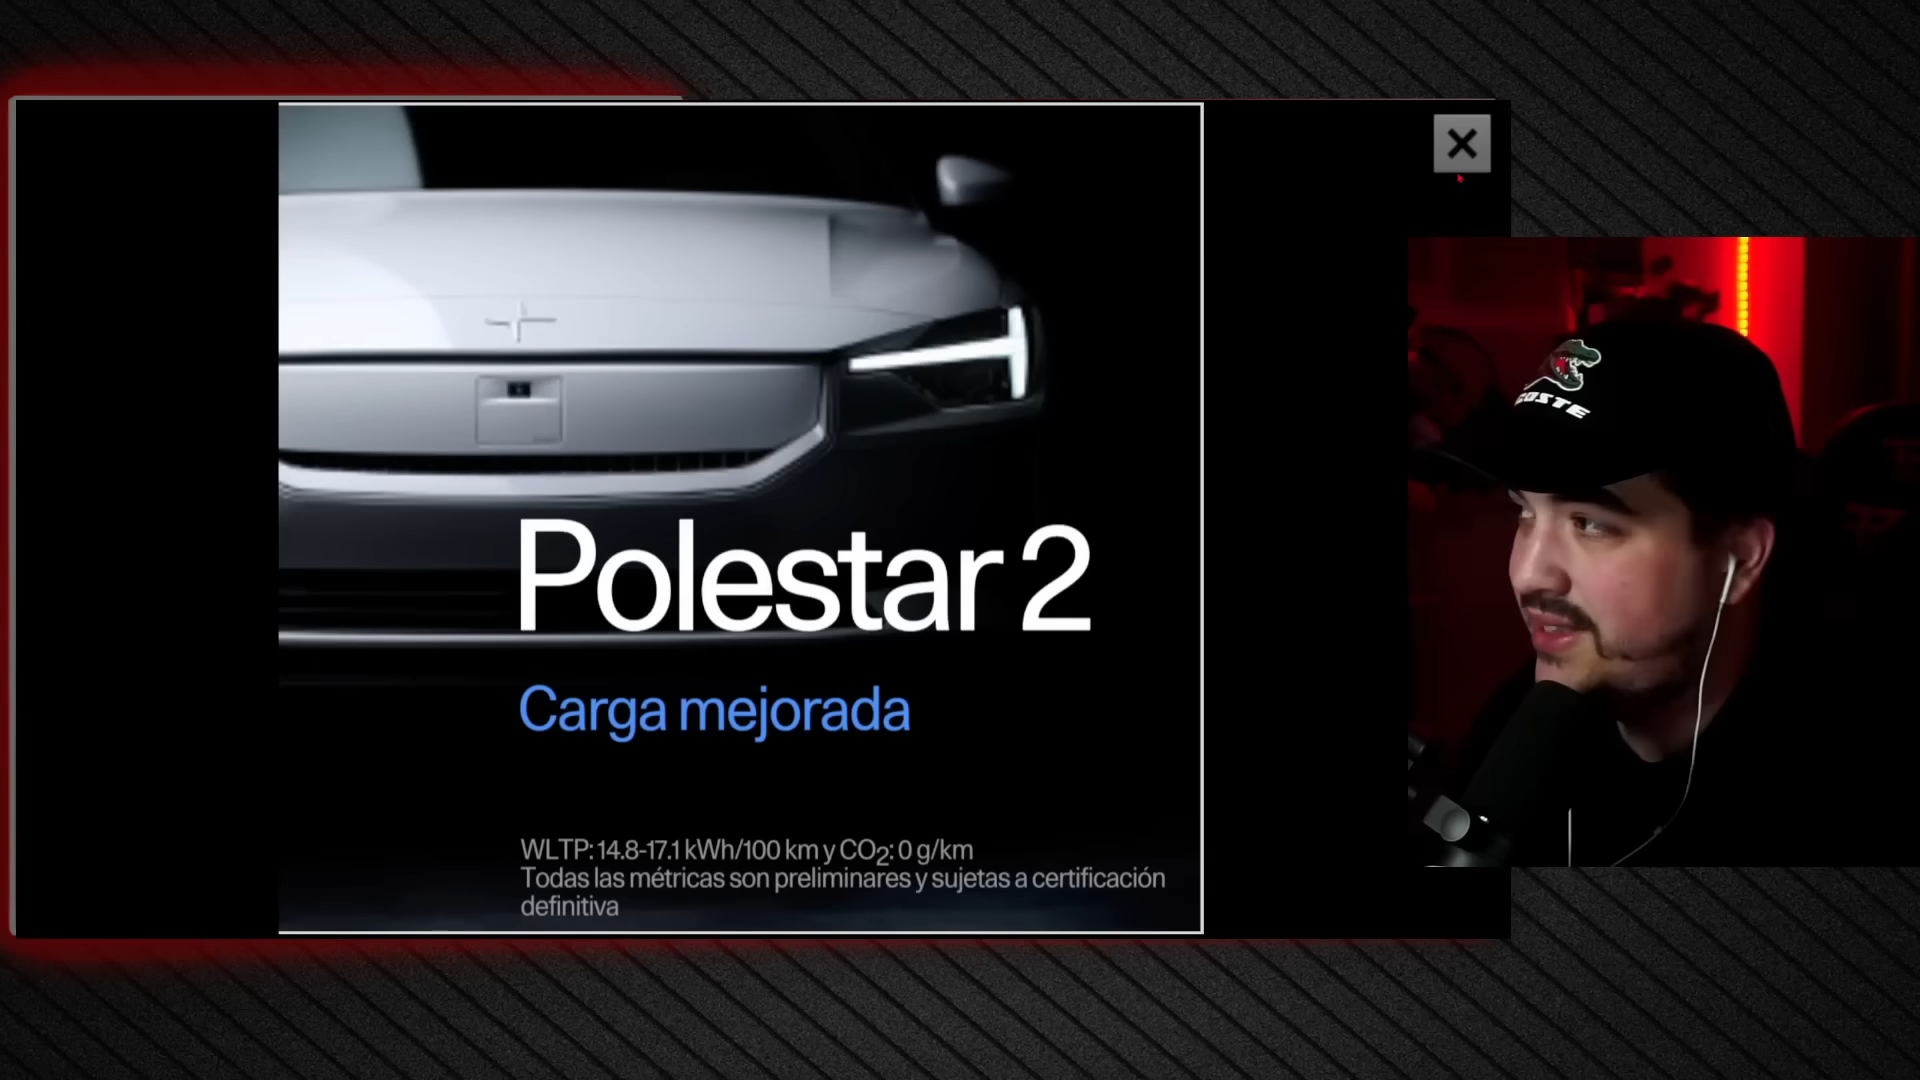 Polestar 2
Carga mejorada
WLTP: 14.8-17.1 kWh/100 km y CO2: 0 g/km
Todas las métricas son preliminares y sujetas a certificación
definitiva